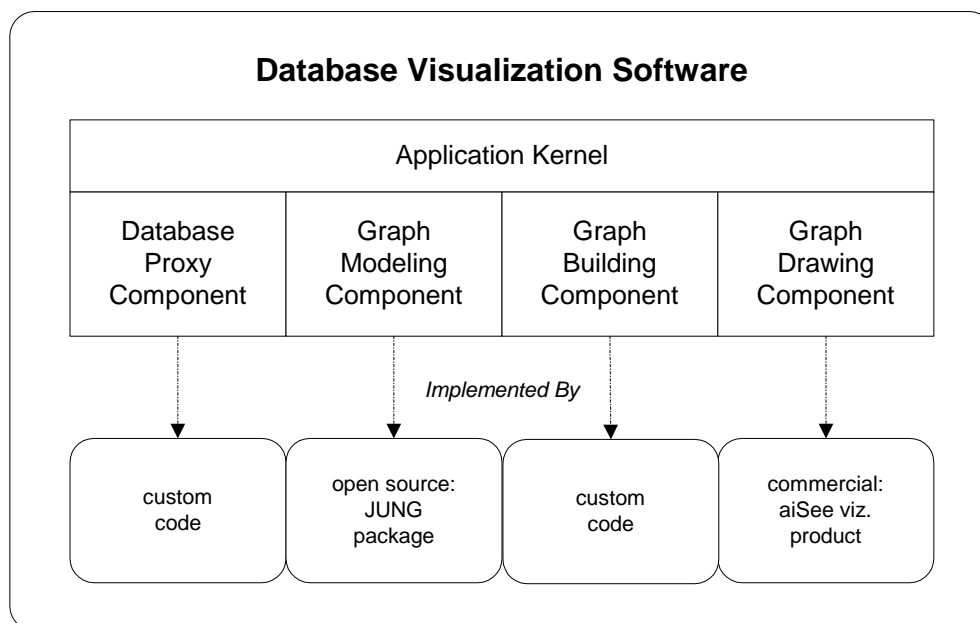 Database Visualization Software
Application Kernel
Database
Proxy
Component
Graph
Modeling
Component
Graph
Building
Component
Graph
Drawing
Component
Implemented By
custom
code
open source:
JUNG
package
custom
code
commercial:
aiSee viz.
product